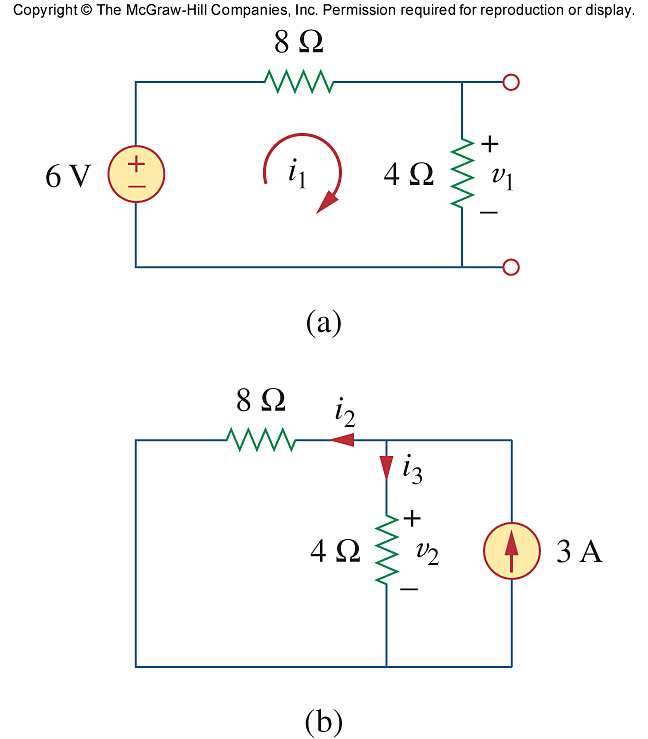 Copyright © The McGraw-Hill Companies, Inc. Permission required for reproduction or display.
8 Ω
+
6 V
+
−
i₁
4 Ω
v₁
−
(a)
8 Ω
i₂
i₃
+
4 Ω
v₂
3 A
−
(b)